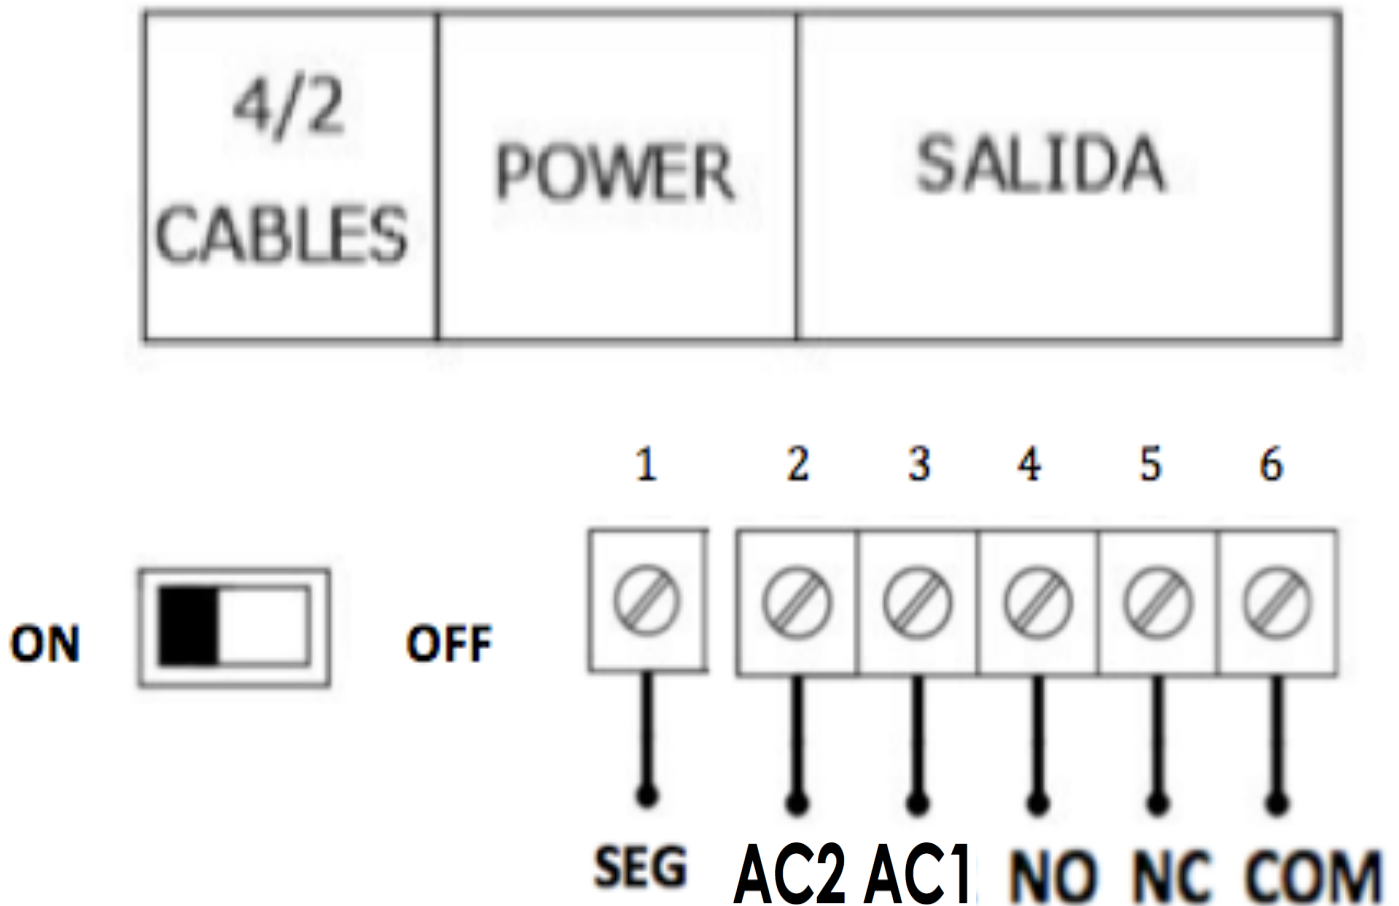 4/2
CABLES
POWER
SALIDA
1 2 3 4 5 6
ON OFF
SEG AC2 AC1 NO NC COM